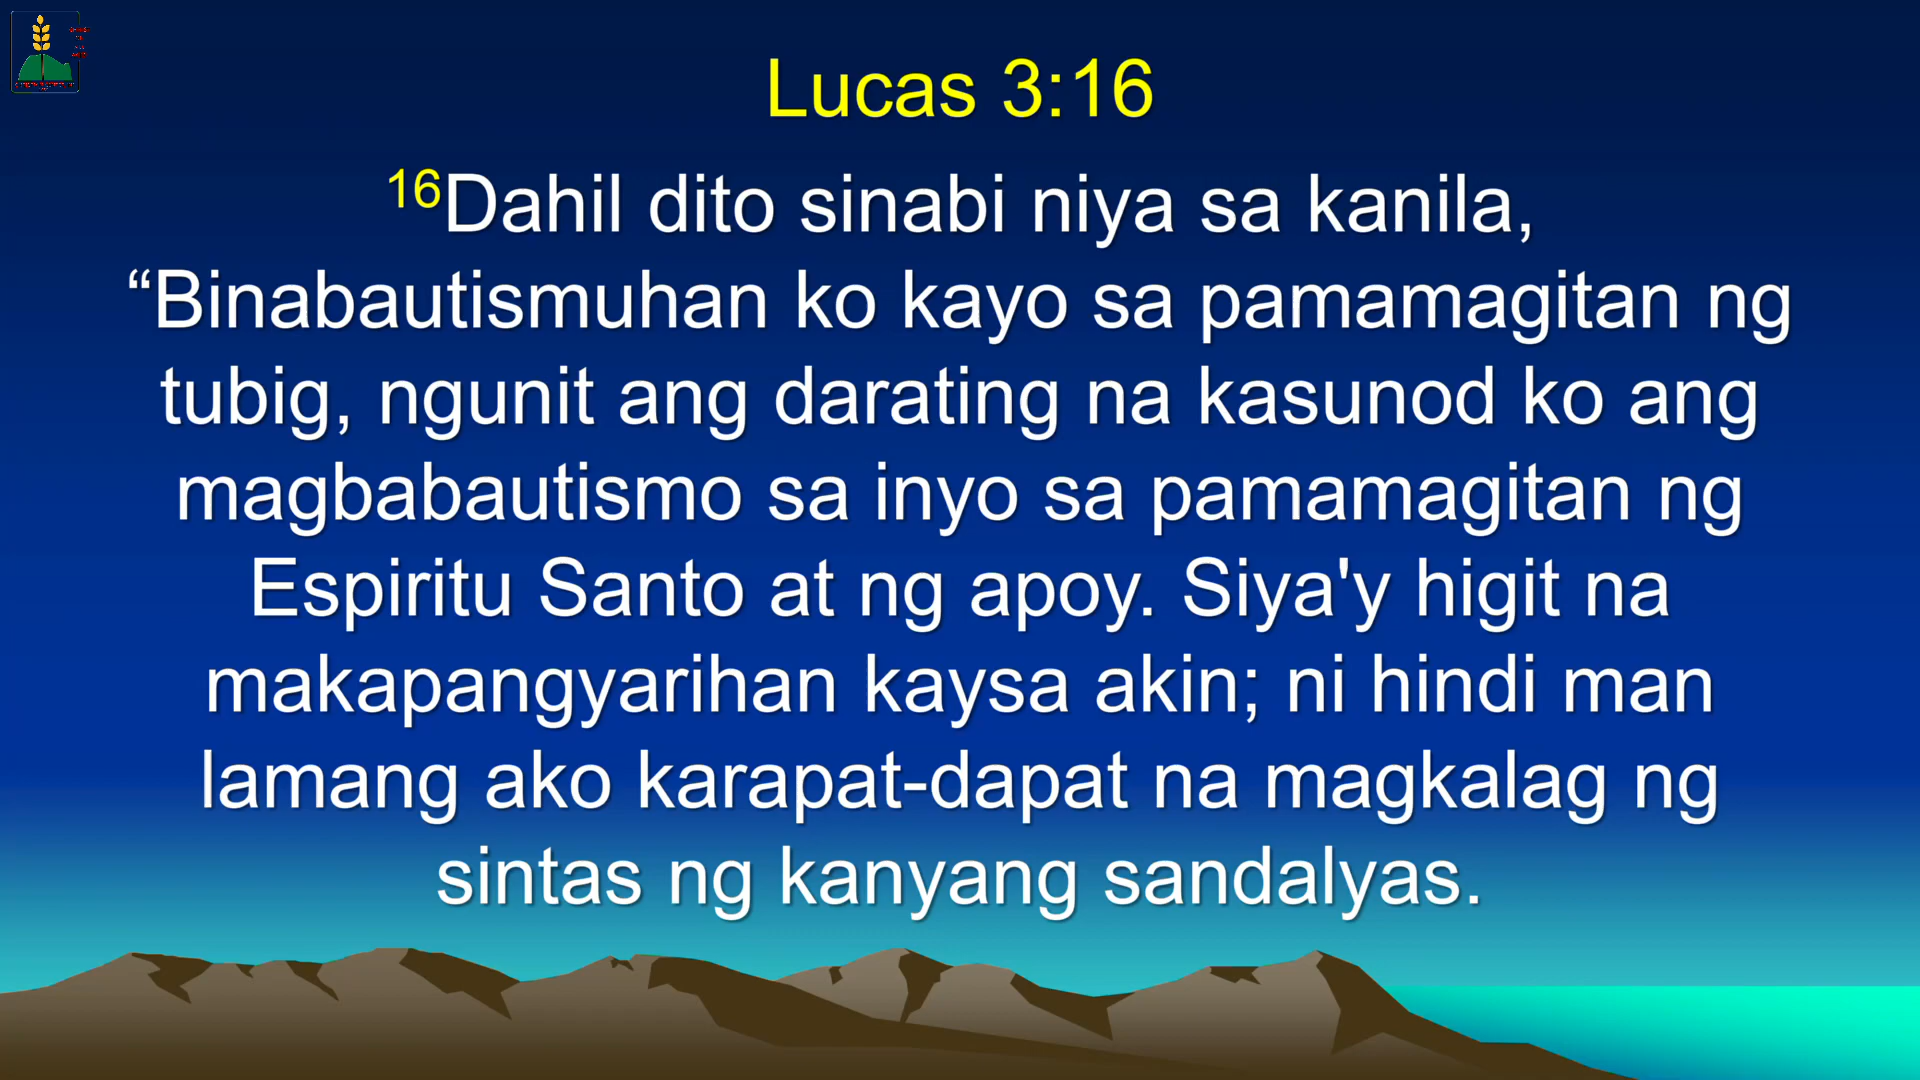 Lucas 3:16
16Dahil dito sinabi niya sa kanila,
“Binabautismuhan ko kayo sa pamamagitan ng
tubig, ngunit ang darating na kasunod ko ang
magbabautismo sa inyo sa pamamagitan ng
Espiritu Santo at ng apoy. Siya'y higit na
makapangyarihan kaysa akin; ni hindi man
lamang ako karapat-dapat na magkalag ng
sintas ng kanyang sandalyas.